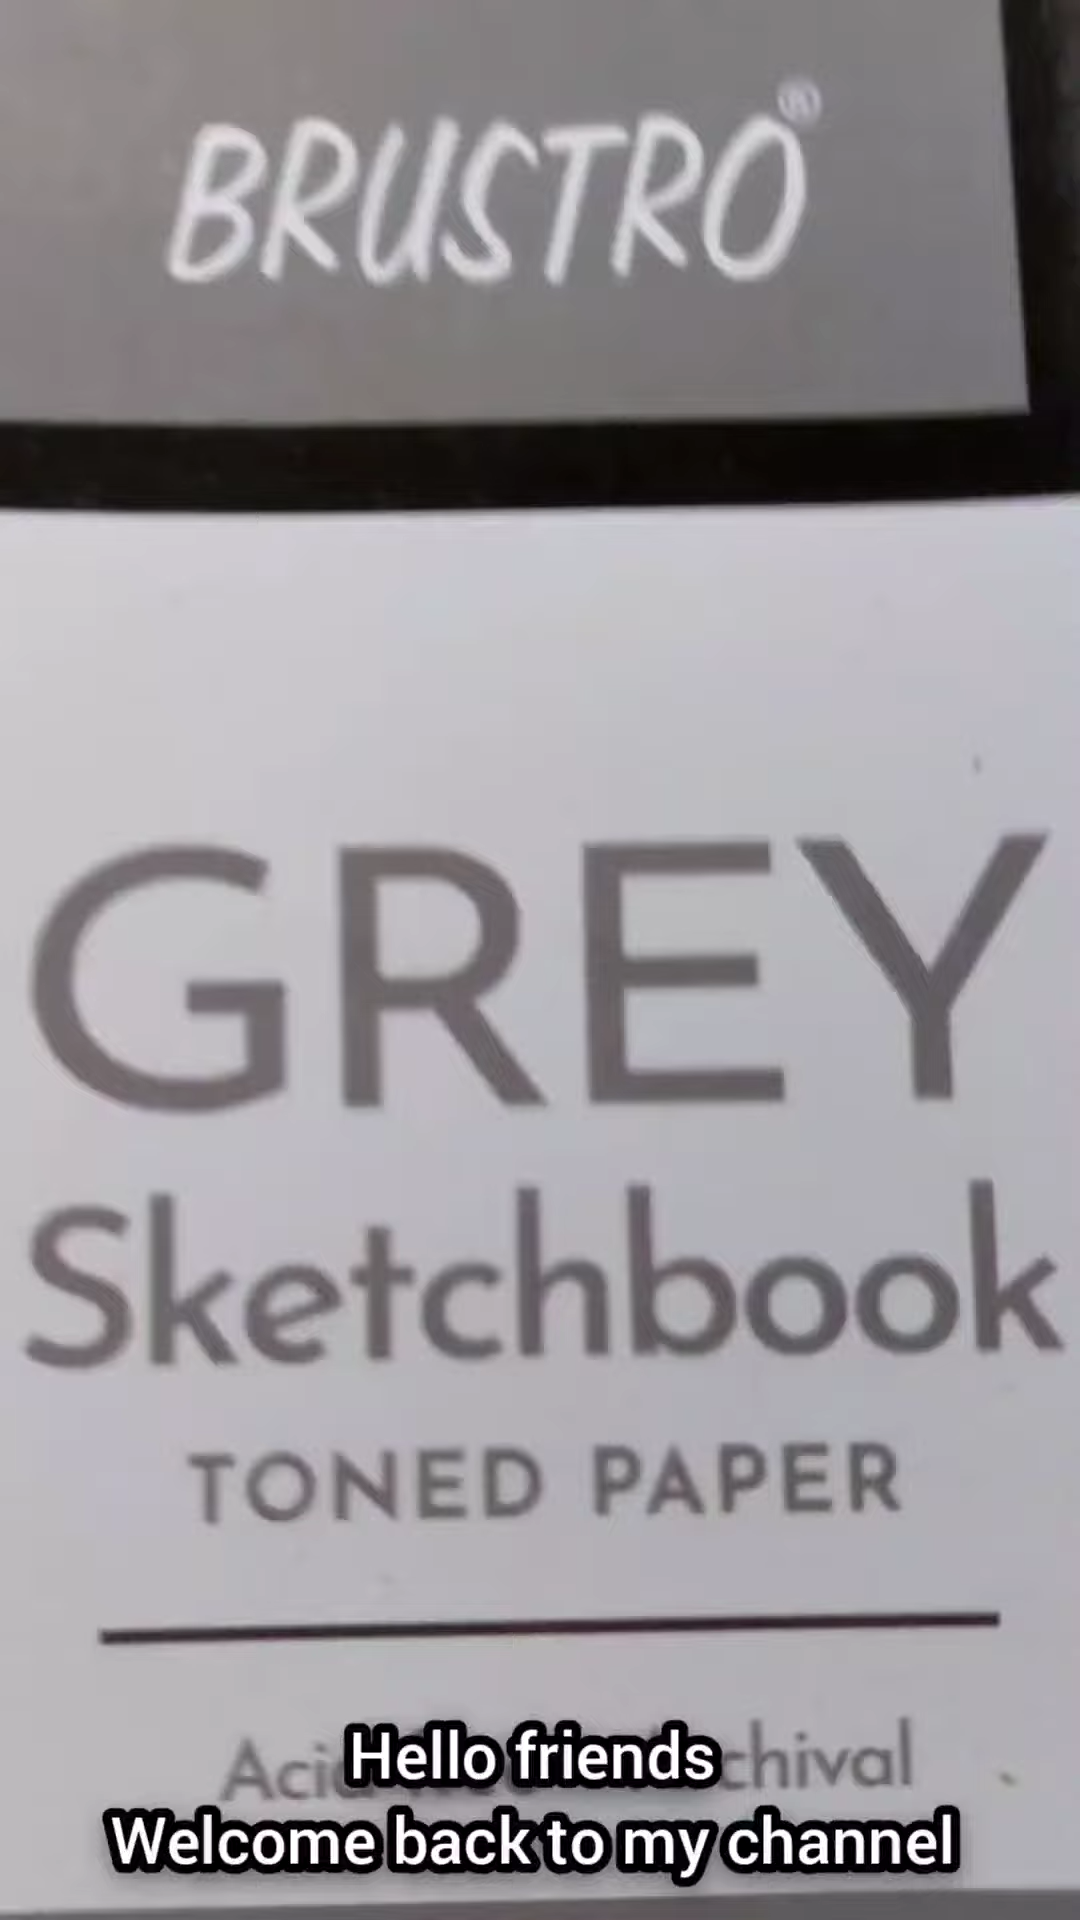 BRUSTRO®
GREY
Sketchbook
TONED PAPER
Hello friends
Welcome back to my channel